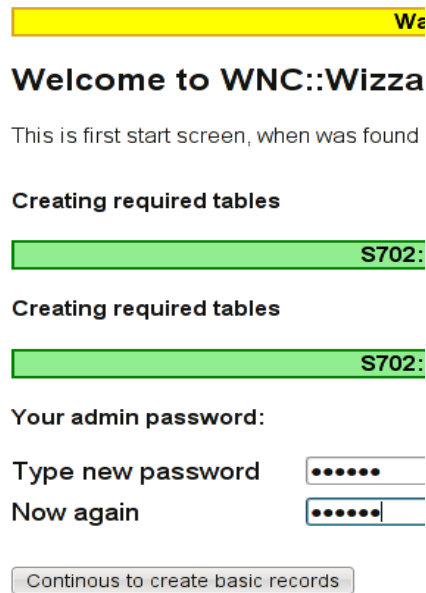 Wa
Welcome to WNC::Wizza
This is first start screen, when was found
Creating required tables
S702:
Creating required tables
S702:
Your admin password:
Type new password ••••••
Now again ••••••
Continous to create basic records